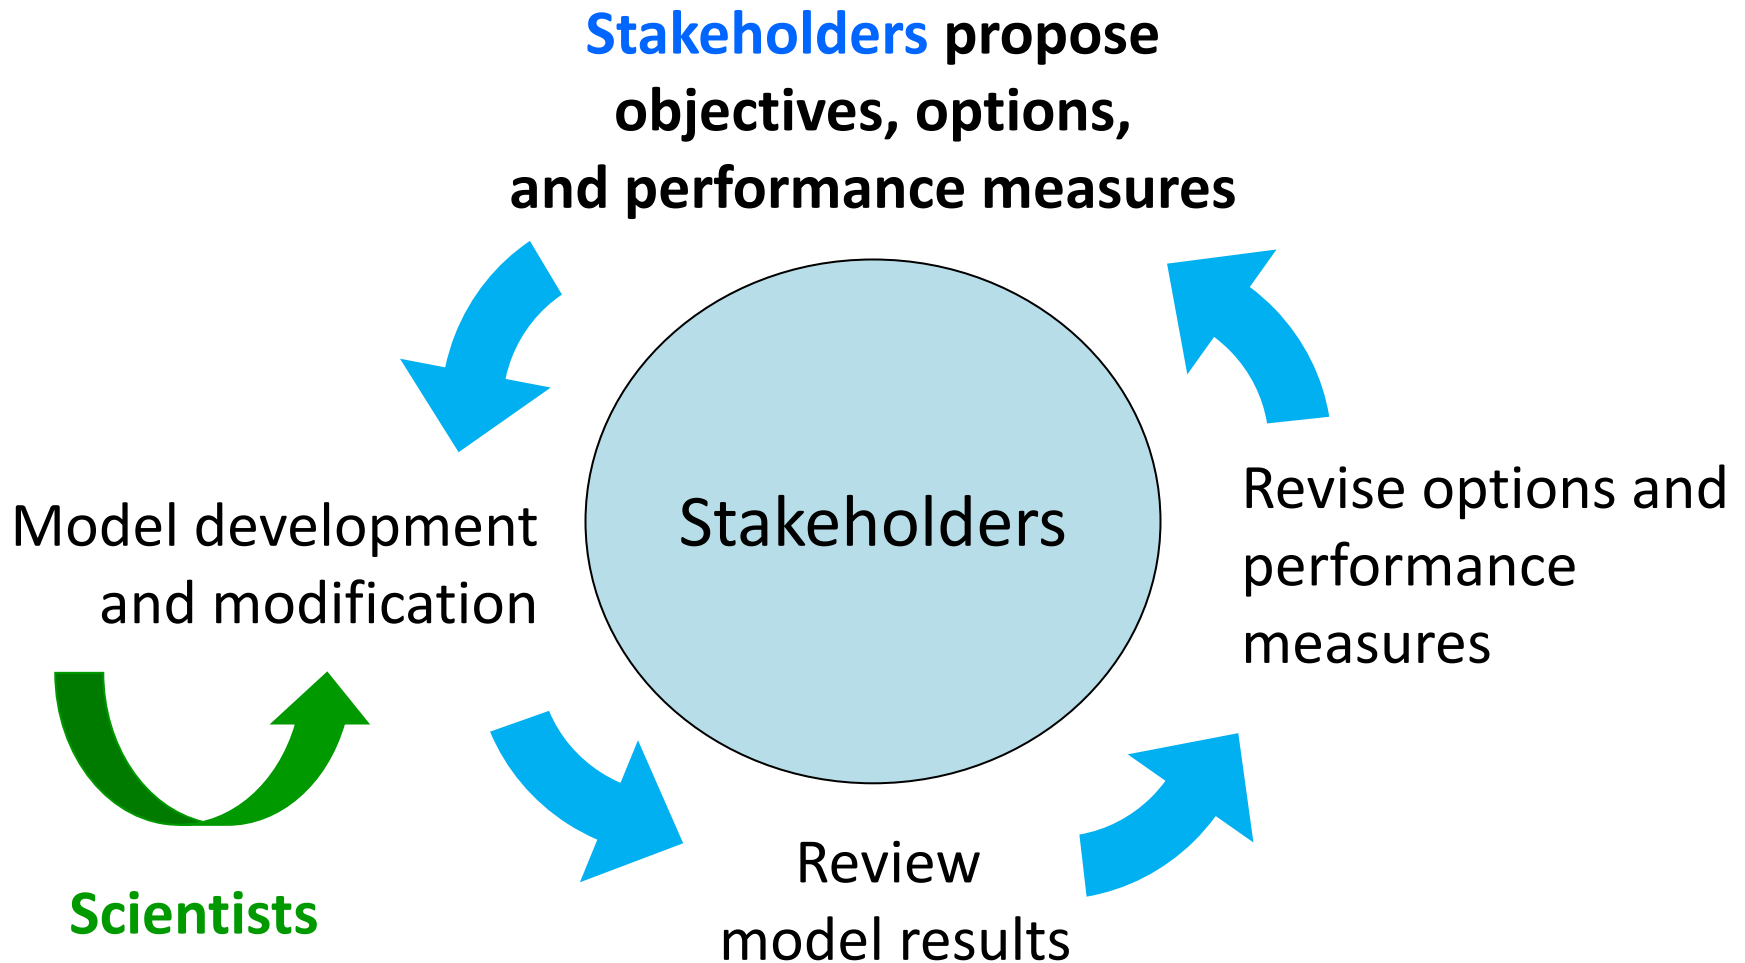 Stakeholders propose
objectives, options,
and performance measures
Model development
and modification
Stakeholders
Revise options and
performance
measures
Scientists
Review
model results